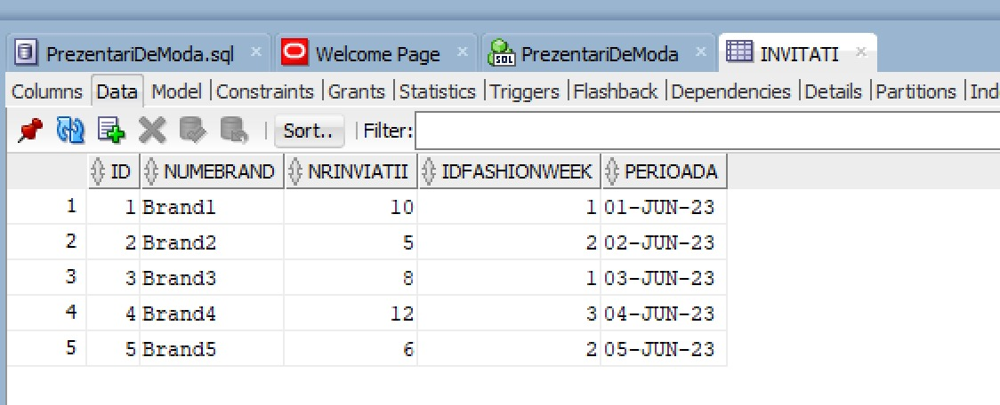 PrezentariDeModa.sql Welcome Page PrezentariDeModa INVITATI
Columns Data Model Constraints Grants Statistics Triggers Flashback Dependencies Details Partitions Ind
Sort.. Filter:
ID NUMEBRAND NRINVIATII IDFASHIONWEEK PERIOADA
1 1 Brand1 10 1 01-JUN-23
2 2 Brand2 5 2 02-JUN-23
3 3 Brand3 8 1 03-JUN-23
4 4 Brand4 12 3 04-JUN-23
5 5 Brand5 6 2 05-JUN-23